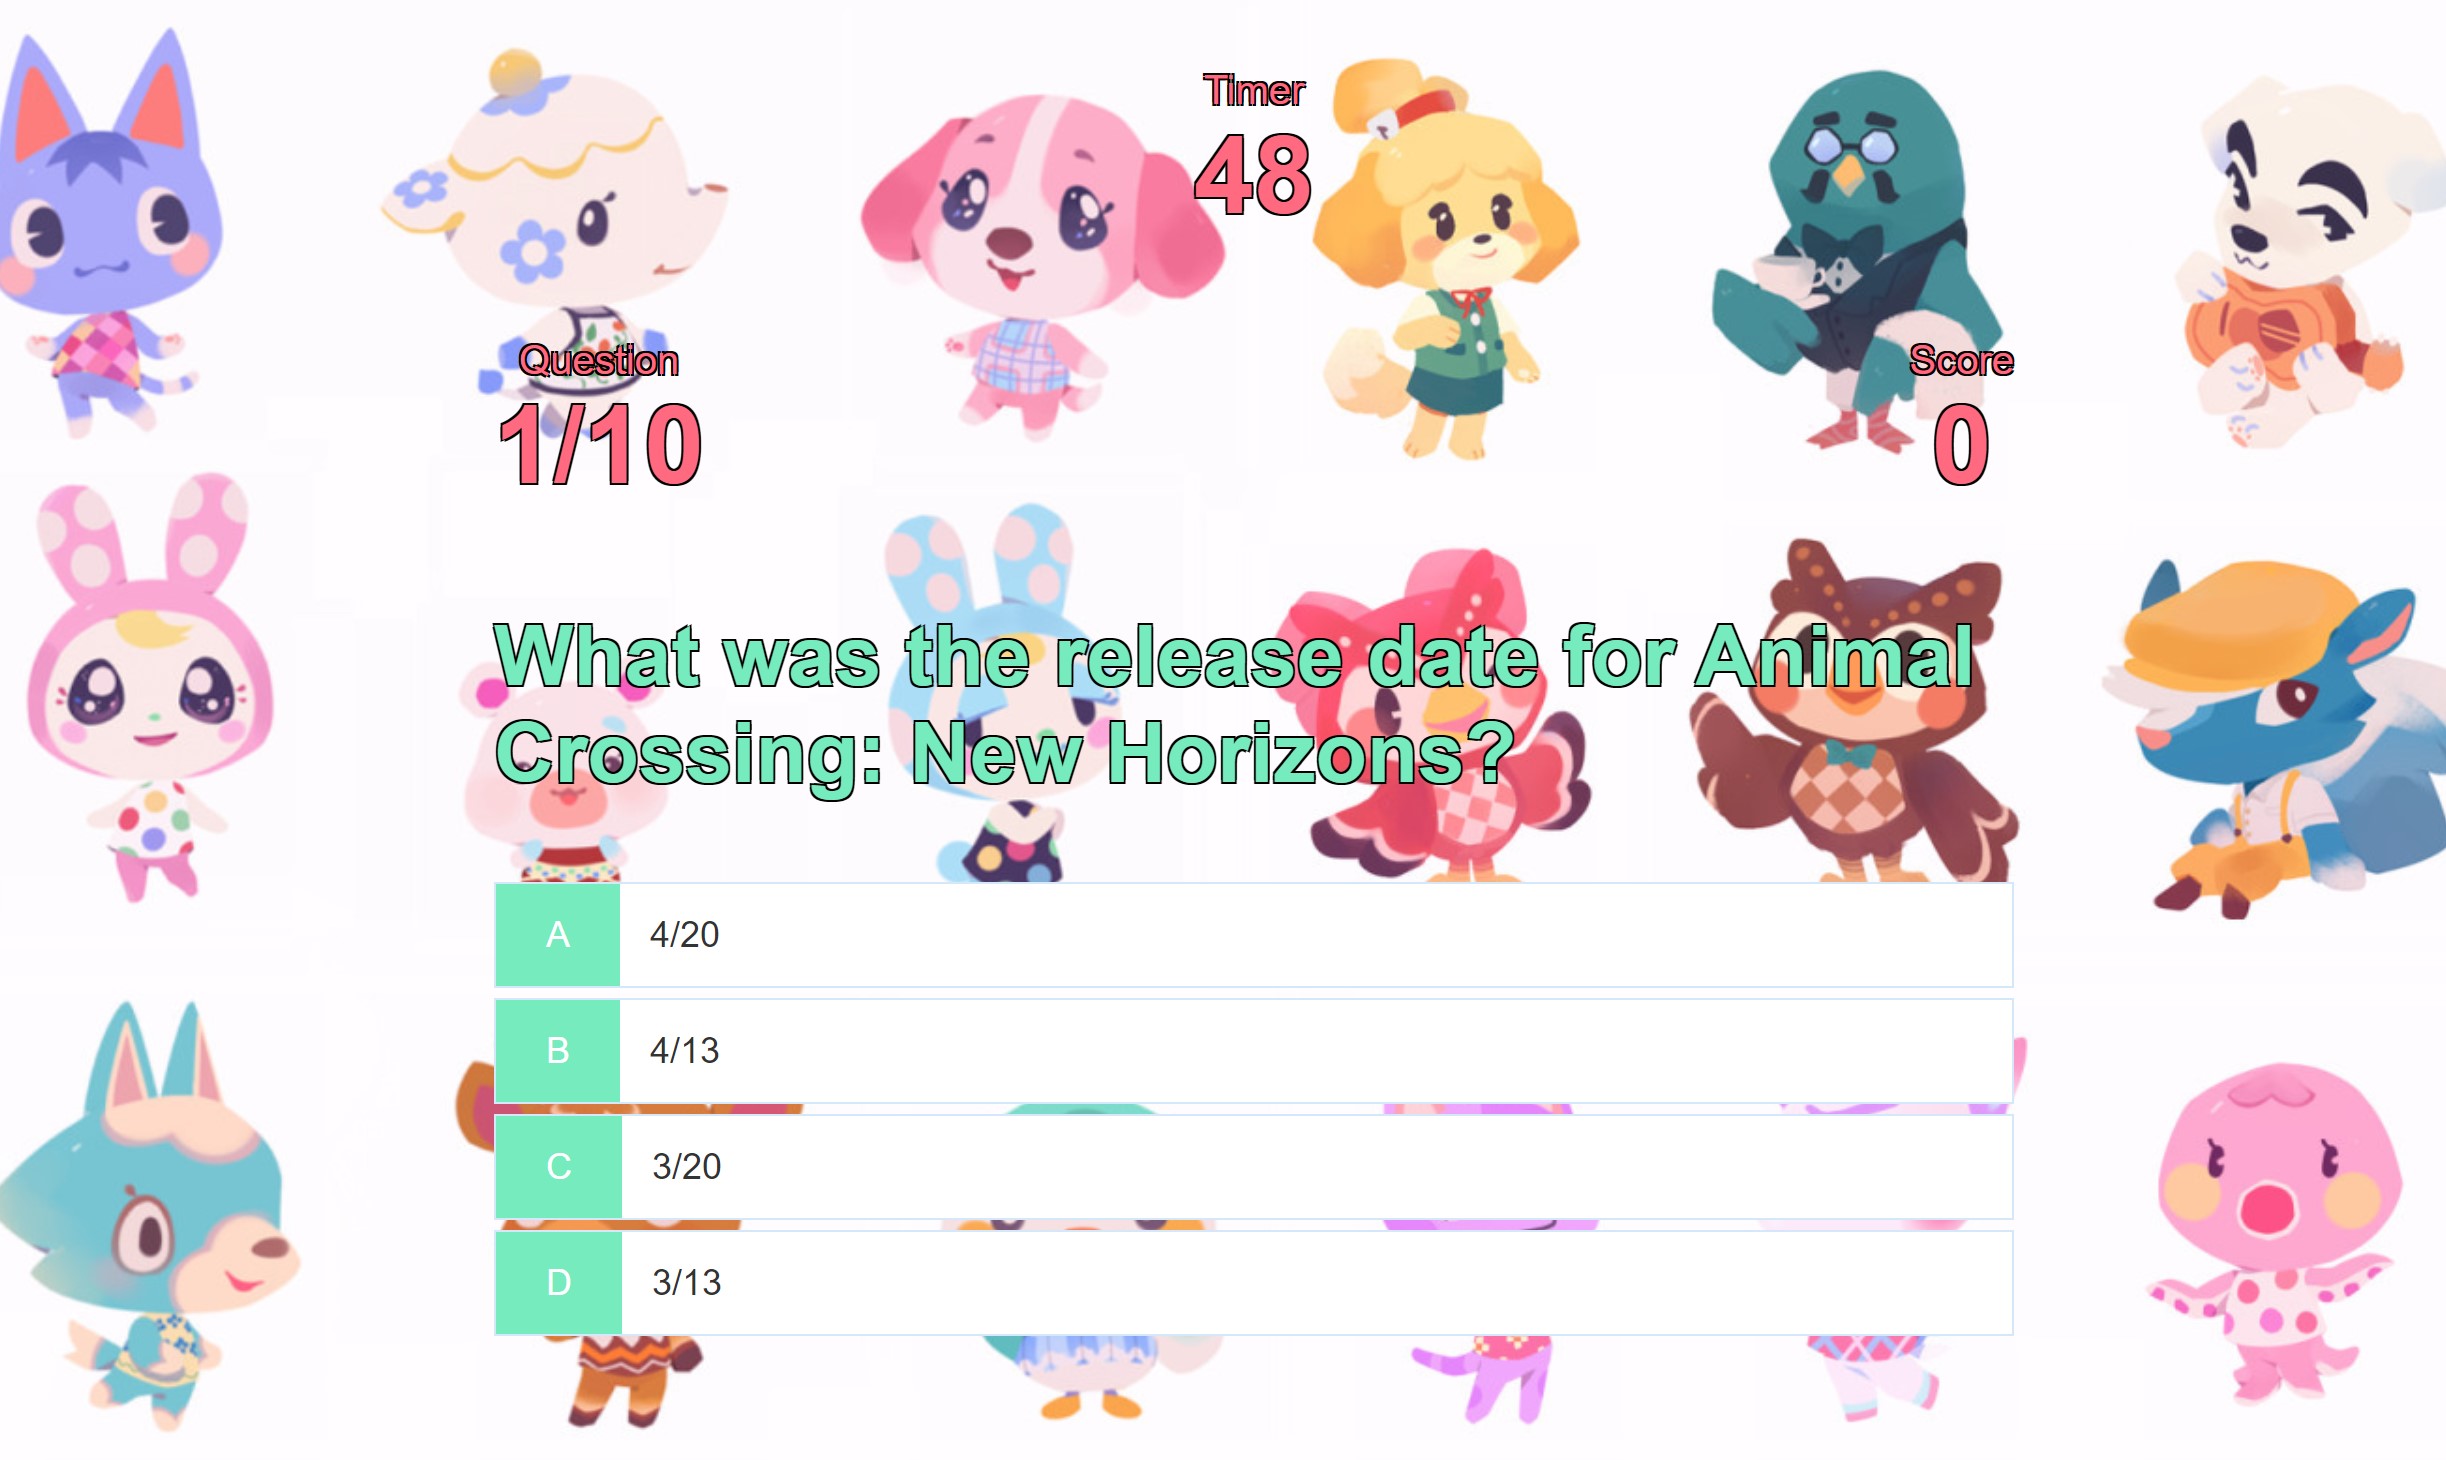 Timer
48
Question
1/10
Score
0
What was the release date for Animal
Crossing: New Horizons?
A 4/20
B 4/13
C 3/20
D 3/13